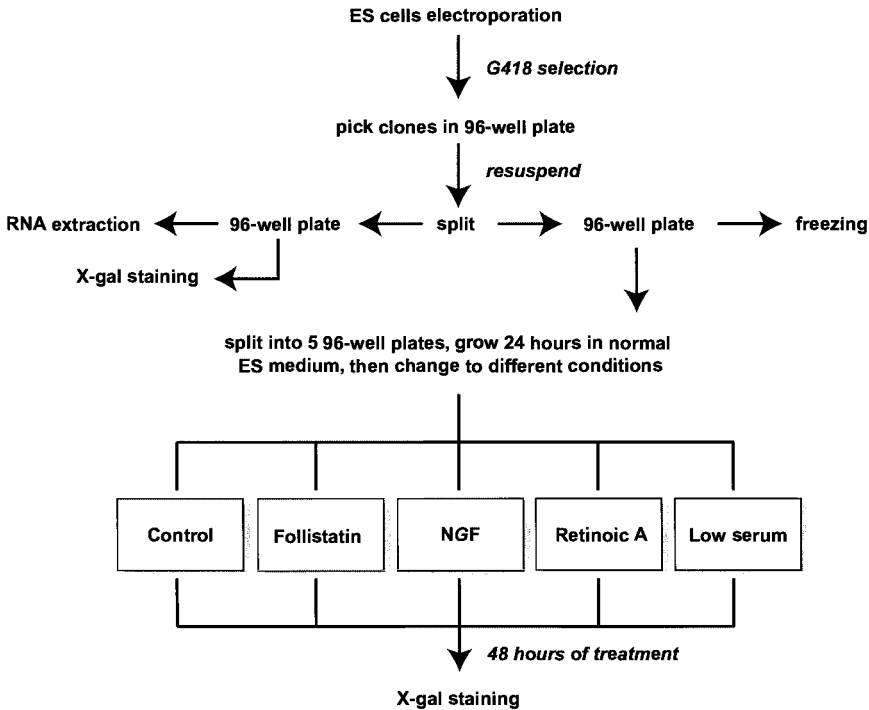 ES cells electroporation
G418 selection
pick clones in 96-well plate
resuspend
RNA extraction
96-well plate
split
96-well plate
freezing
X-gal staining
split into 5 96-well plates, grow 24 hours in normal
ES medium, then change to different conditions
Control
Follistatin
NGF
Retinoic A
Low serum
48 hours of treatment
X-gal staining